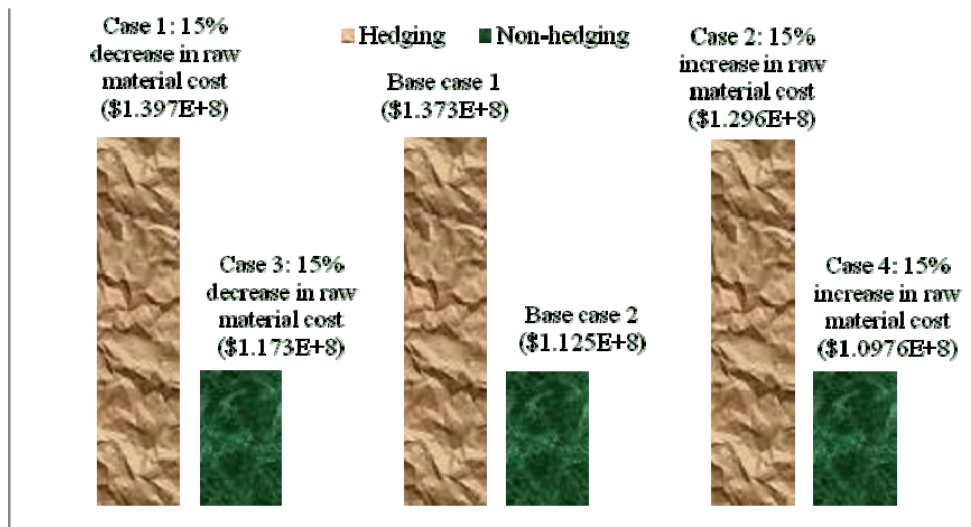 Case 1: 15%
decrease in raw
material cost
($1.397E+8)
Hedging
Non-hedging
Base case 1
($1.373E+8)
Case 2: 15%
increase in raw
material cost
($1.296E+8)
Case 3: 15%
decrease in raw
material cost
($1.173E+8)
Base case 2
($1.125E+8)
Case 4: 15%
increase in raw
material cost
($1.0976E+8)